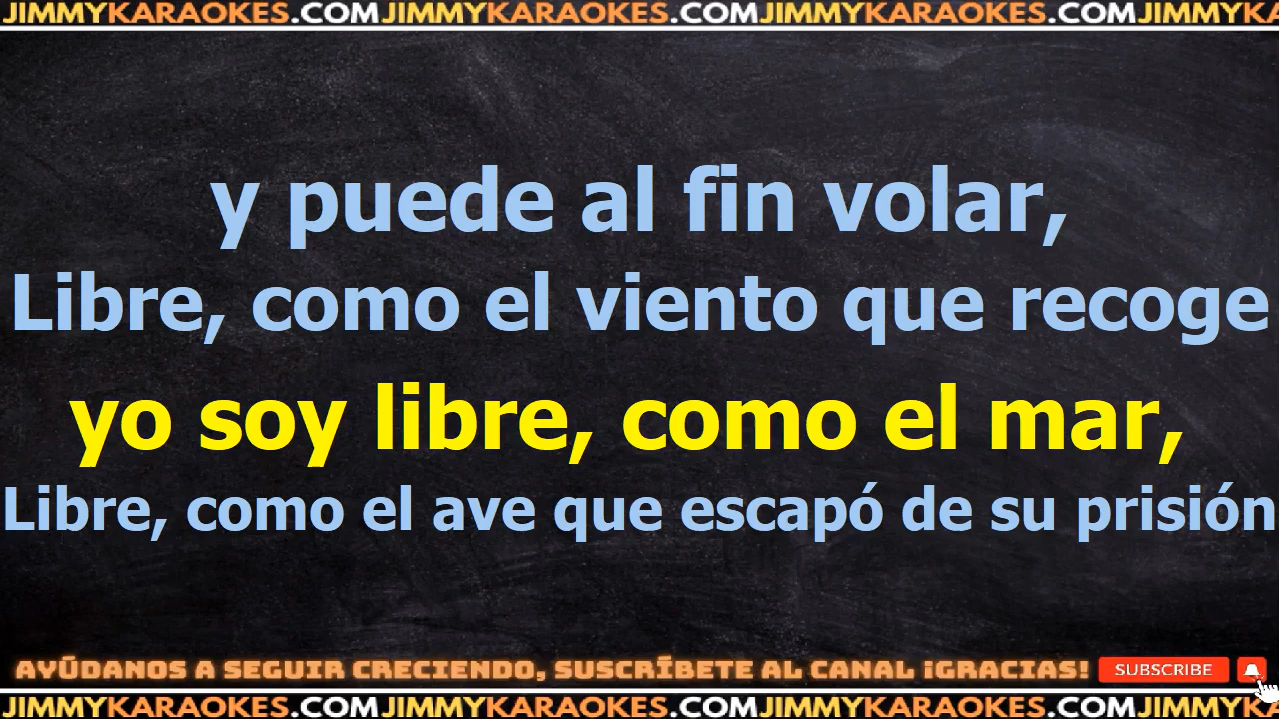 JIMMYKARAOKES.COMJIMMYKARAOKES.COMJIMMYKARAOKES.COMJIMMYKA
y puede al fin volar,
Libre, como el viento que recoge
yo soy libre, como el mar,
Libre, como el ave que escapó de su prisión
AYÚDANOS A SEGUIR CRECIENDO, SUSCRÍBETE AL CANAL ¡GRACIAS! SUBSCRIBE
JIMMYKARAOKES.COMJIMMYKARAOKES.COMJIMMYKARAOKES.COMJIMMYKA